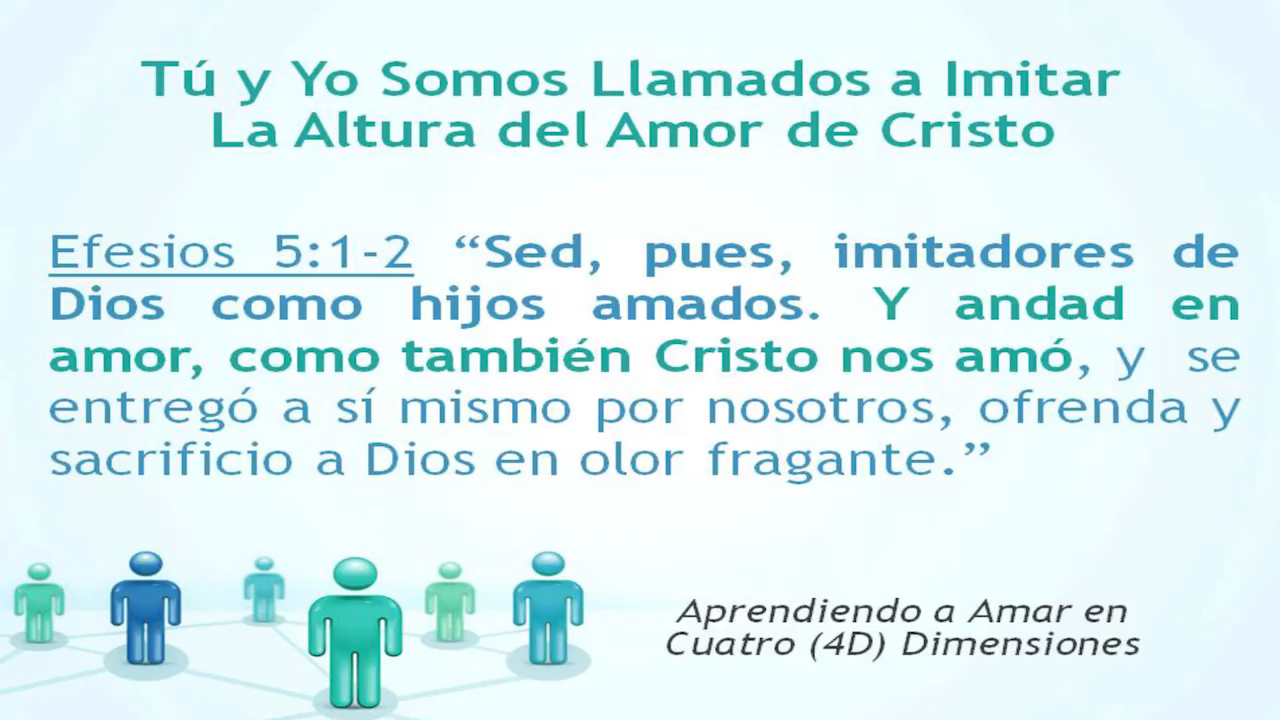 Tú y Yo Somos Llamados a Imitar
La Altura del Amor de Cristo
Efesios 5:1-2 “Sed, pues, imitadores de
Dios como hijos amados. Y andad en
amor, como también Cristo nos amó, y se
entregó a sí mismo por nosotros, ofrenda y
sacrificio a Dios en olor fragante.”
Aprendiendo a Amar en
Cuatro (4D) Dimensiones